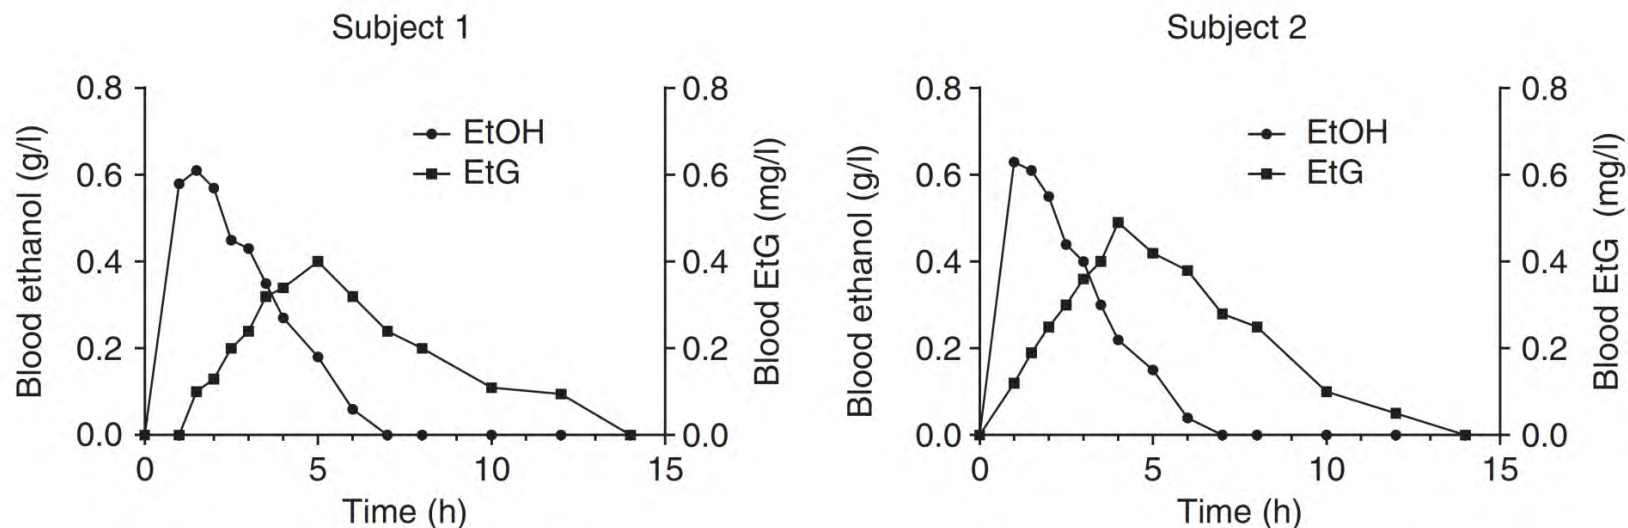 Subject 1
Blood ethanol (g/l)
0.8
0.6
0.4
0.2
0.0
EtOH
EtG
0.8
0.6
0.4
0.2
0.0
Blood EtG (mg/l)
0 5 10 15
Time (h)
Subject 2
Blood ethanol (g/l)
0.8
0.6
0.4
0.2
0.0
EtOH
EtG
0.8
0.6
0.4
0.2
0.0
Blood EtG (mg/l)
0 5 10 15
Time (h)